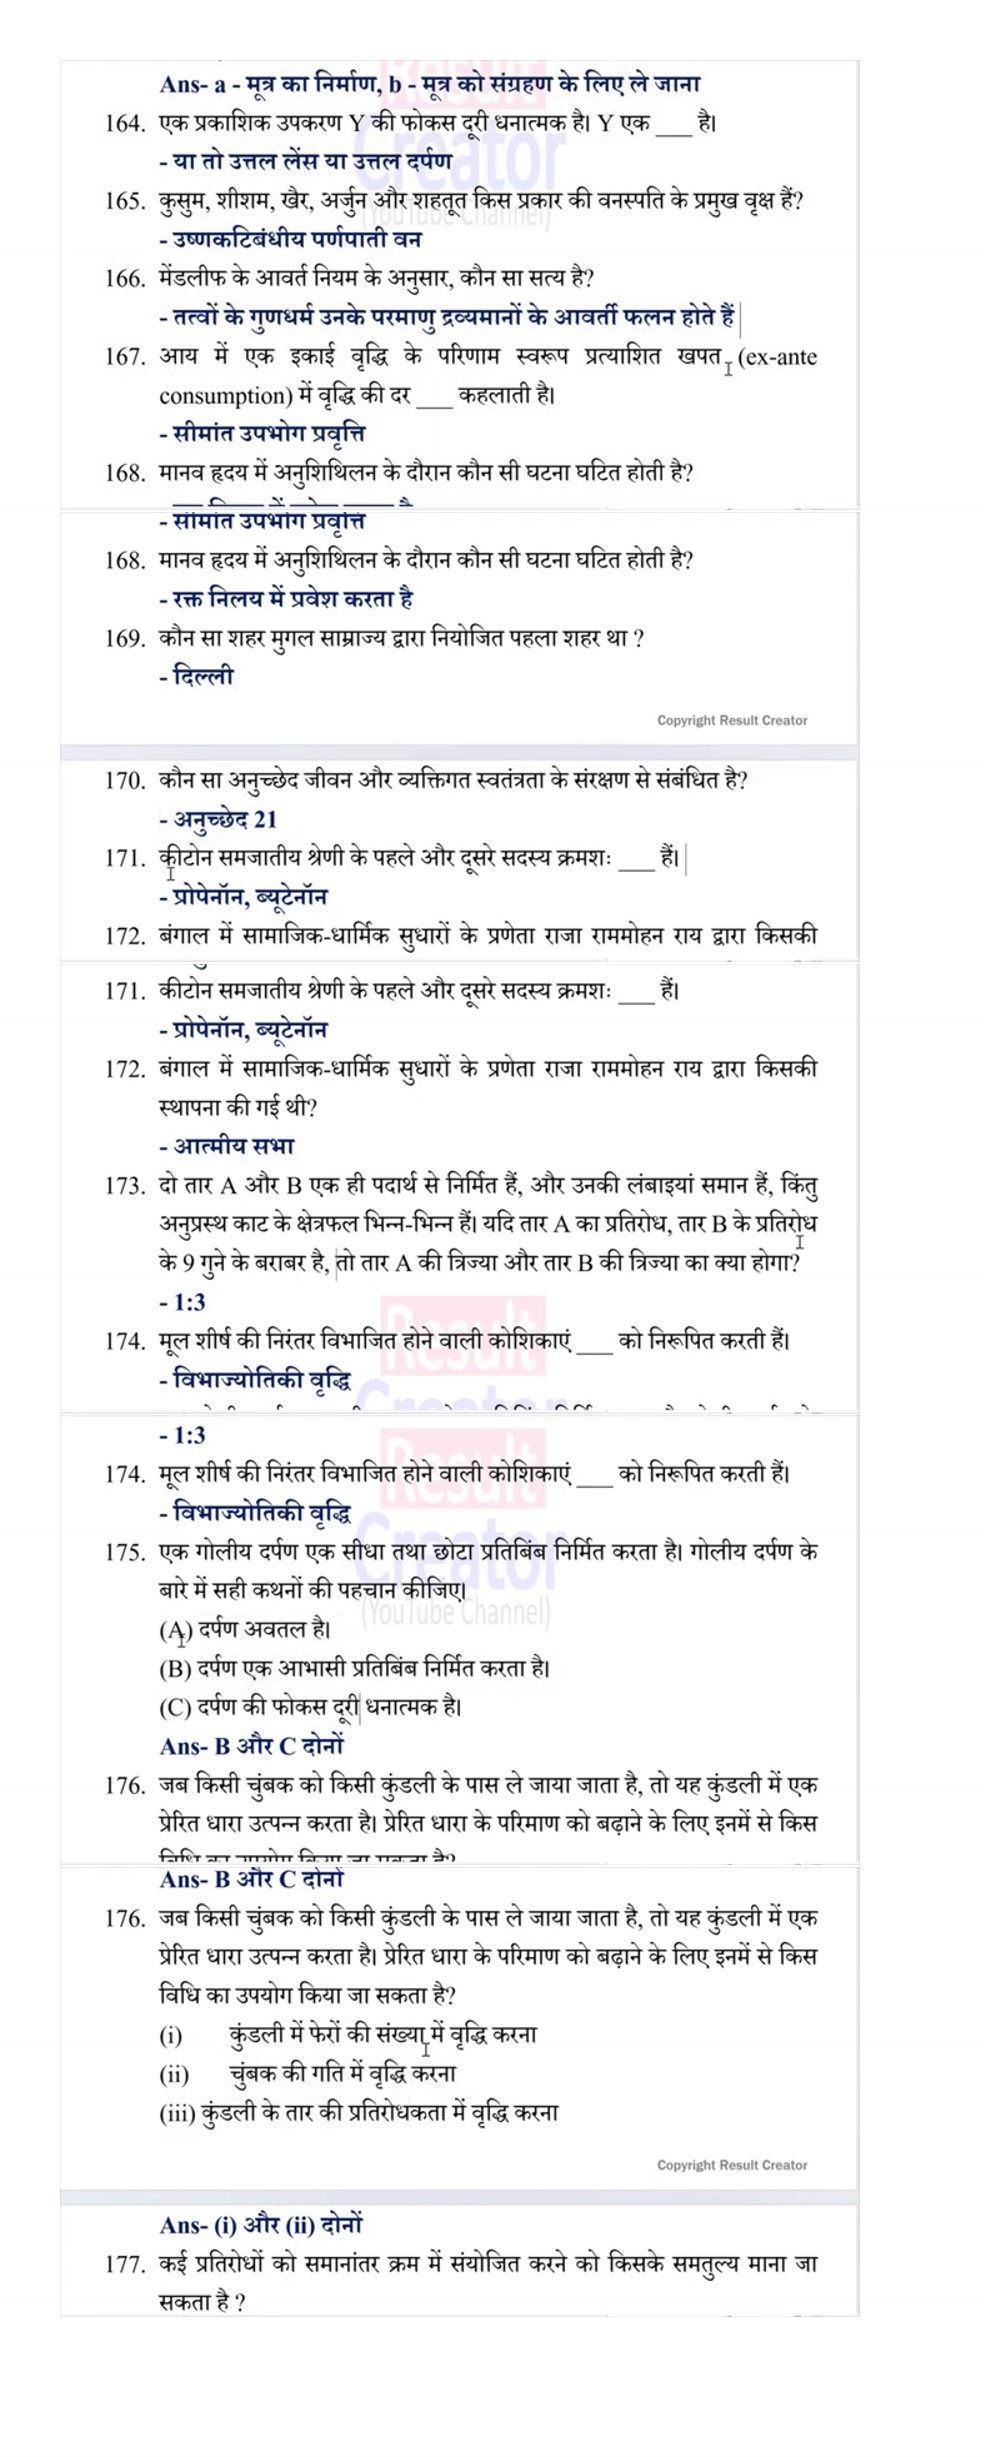 Ans- a - मूत्र का निर्माण, b - मूत्र को संग्रहण के लिए ले जाना
164. एक प्रकाशिक उपकरण Y की फोकस दूरी धनात्मक है। Y एक ___ है।
- या तो उत्तल लेंस या उत्तल दर्पण
165. कुसुम, शीशम, खैर, अर्जुन और शहतूत किस प्रकार की वनस्पति के प्रमुख वृक्ष हैं?
- उष्णकटिबंधीय पर्णपाती वन
166. मेंडलीफ के आवर्त नियम के अनुसार, कौन सा सत्य है?
- तत्वों के गुणधर्म उनके परमाणु द्रव्यमानों के आवर्ती फलन होते हैं
167. आय में एक इकाई वृद्धि के परिणाम स्वरूप प्रत्याशित खपत (ex-ante
consumption) में वृद्धि की दर ___ कहलाती है।
- सीमांत उपभोग प्रवृत्ति
168. मानव हृदय में अनुशिथिलन के दौरान कौन सी घटना घटित होती है?
- सीमांत उपभोग प्रवृत्ति
168. मानव हृदय में अनुशिथिलन के दौरान कौन सी घटना घटित होती है?
- रक्त निलय में प्रवेश करता है
169. कौन सा शहर मुगल साम्राज्य द्वारा नियोजित पहला शहर था ?
- दिल्ली
Copyright Result Creator
170. कौन सा अनुच्छेद जीवन और व्यक्तिगत स्वतंत्रता के संरक्षण से संबंधित है?
- अनुच्छेद 21
171. कीटोन समजातीय श्रेणी के पहले और दूसरे सदस्य क्रमशः ___ हैं।
- प्रोपेनॉन, ब्यूटेनॉन
172. बंगाल में सामाजिक-धार्मिक सुधारों के प्रणेता राजा राममोहन राय द्वारा किसकी
171. कीटोन समजातीय श्रेणी के पहले और दूसरे सदस्य क्रमशः ___ हैं।
- प्रोपेनॉन, ब्यूटेनॉन
172. बंगाल में सामाजिक-धार्मिक सुधारों के प्रणेता राजा राममोहन राय द्वारा किसकी
स्थापना की गई थी?
- आत्मीय सभा
173. दो तार A और B एक ही पदार्थ से निर्मित हैं, और उनकी लंबाइयां समान हैं, किंतु
अनुप्रस्थ काट के क्षेत्रफल भिन्न-भिन्न हैं। यदि तार A का प्रतिरोध, तार B के प्रतिरोध
के 9 गुने के बराबर है, तो तार A की त्रिज्या और तार B की त्रिज्या का क्या होगा?
- 1:3
174. मूल शीर्ष की निरंतर विभाजित होने वाली कोशिकाएं ___ को निरूपित करती हैं।
- विभाज्योतिकी वृद्धि
- 1:3
174. मूल शीर्ष की निरंतर विभाजित होने वाली कोशिकाएं ___ को निरूपित करती हैं।
- विभाज्योतिकी वृद्धि
175. एक गोलीय दर्पण एक सीधा तथा छोटा प्रतिबिंब निर्मित करता है। गोलीय दर्पण के
बारे में सही कथनों की पहचान कीजिए।
(YouTube Channel)
(A) दर्पण अवतल है।
(B) दर्पण एक आभासी प्रतिबिंब निर्मित करता है।
(C) दर्पण की फोकस दूरी धनात्मक है।
Ans- B और C दोनों
176. जब किसी चुंबक को किसी कुंडली के पास ले जाया जाता है, तो यह कुंडली में एक
प्रेरित धारा उत्पन्न करता है। प्रेरित धारा के परिमाण को बढ़ाने के लिए इनमें से किस
विधि का उपयोग किया जा सकता है?
Ans- B और C दोनों
176. जब किसी चुंबक को किसी कुंडली के पास ले जाया जाता है, तो यह कुंडली में एक
प्रेरित धारा उत्पन्न करता है। प्रेरित धारा के परिमाण को बढ़ाने के लिए इनमें से किस
विधि का उपयोग किया जा सकता है?
(i) कुंडली में फेरों की संख्या में वृद्धि करना
(ii) चुंबक की गति में वृद्धि करना
(iii) कुंडली के तार की प्रतिरोधकता में वृद्धि करना
Copyright Result Creator
Ans- (i) और (ii) दोनों
177. कई प्रतिरोधों को समानांतर क्रम में संयोजित करने को किसके समतुल्य माना जा
सकता है ?